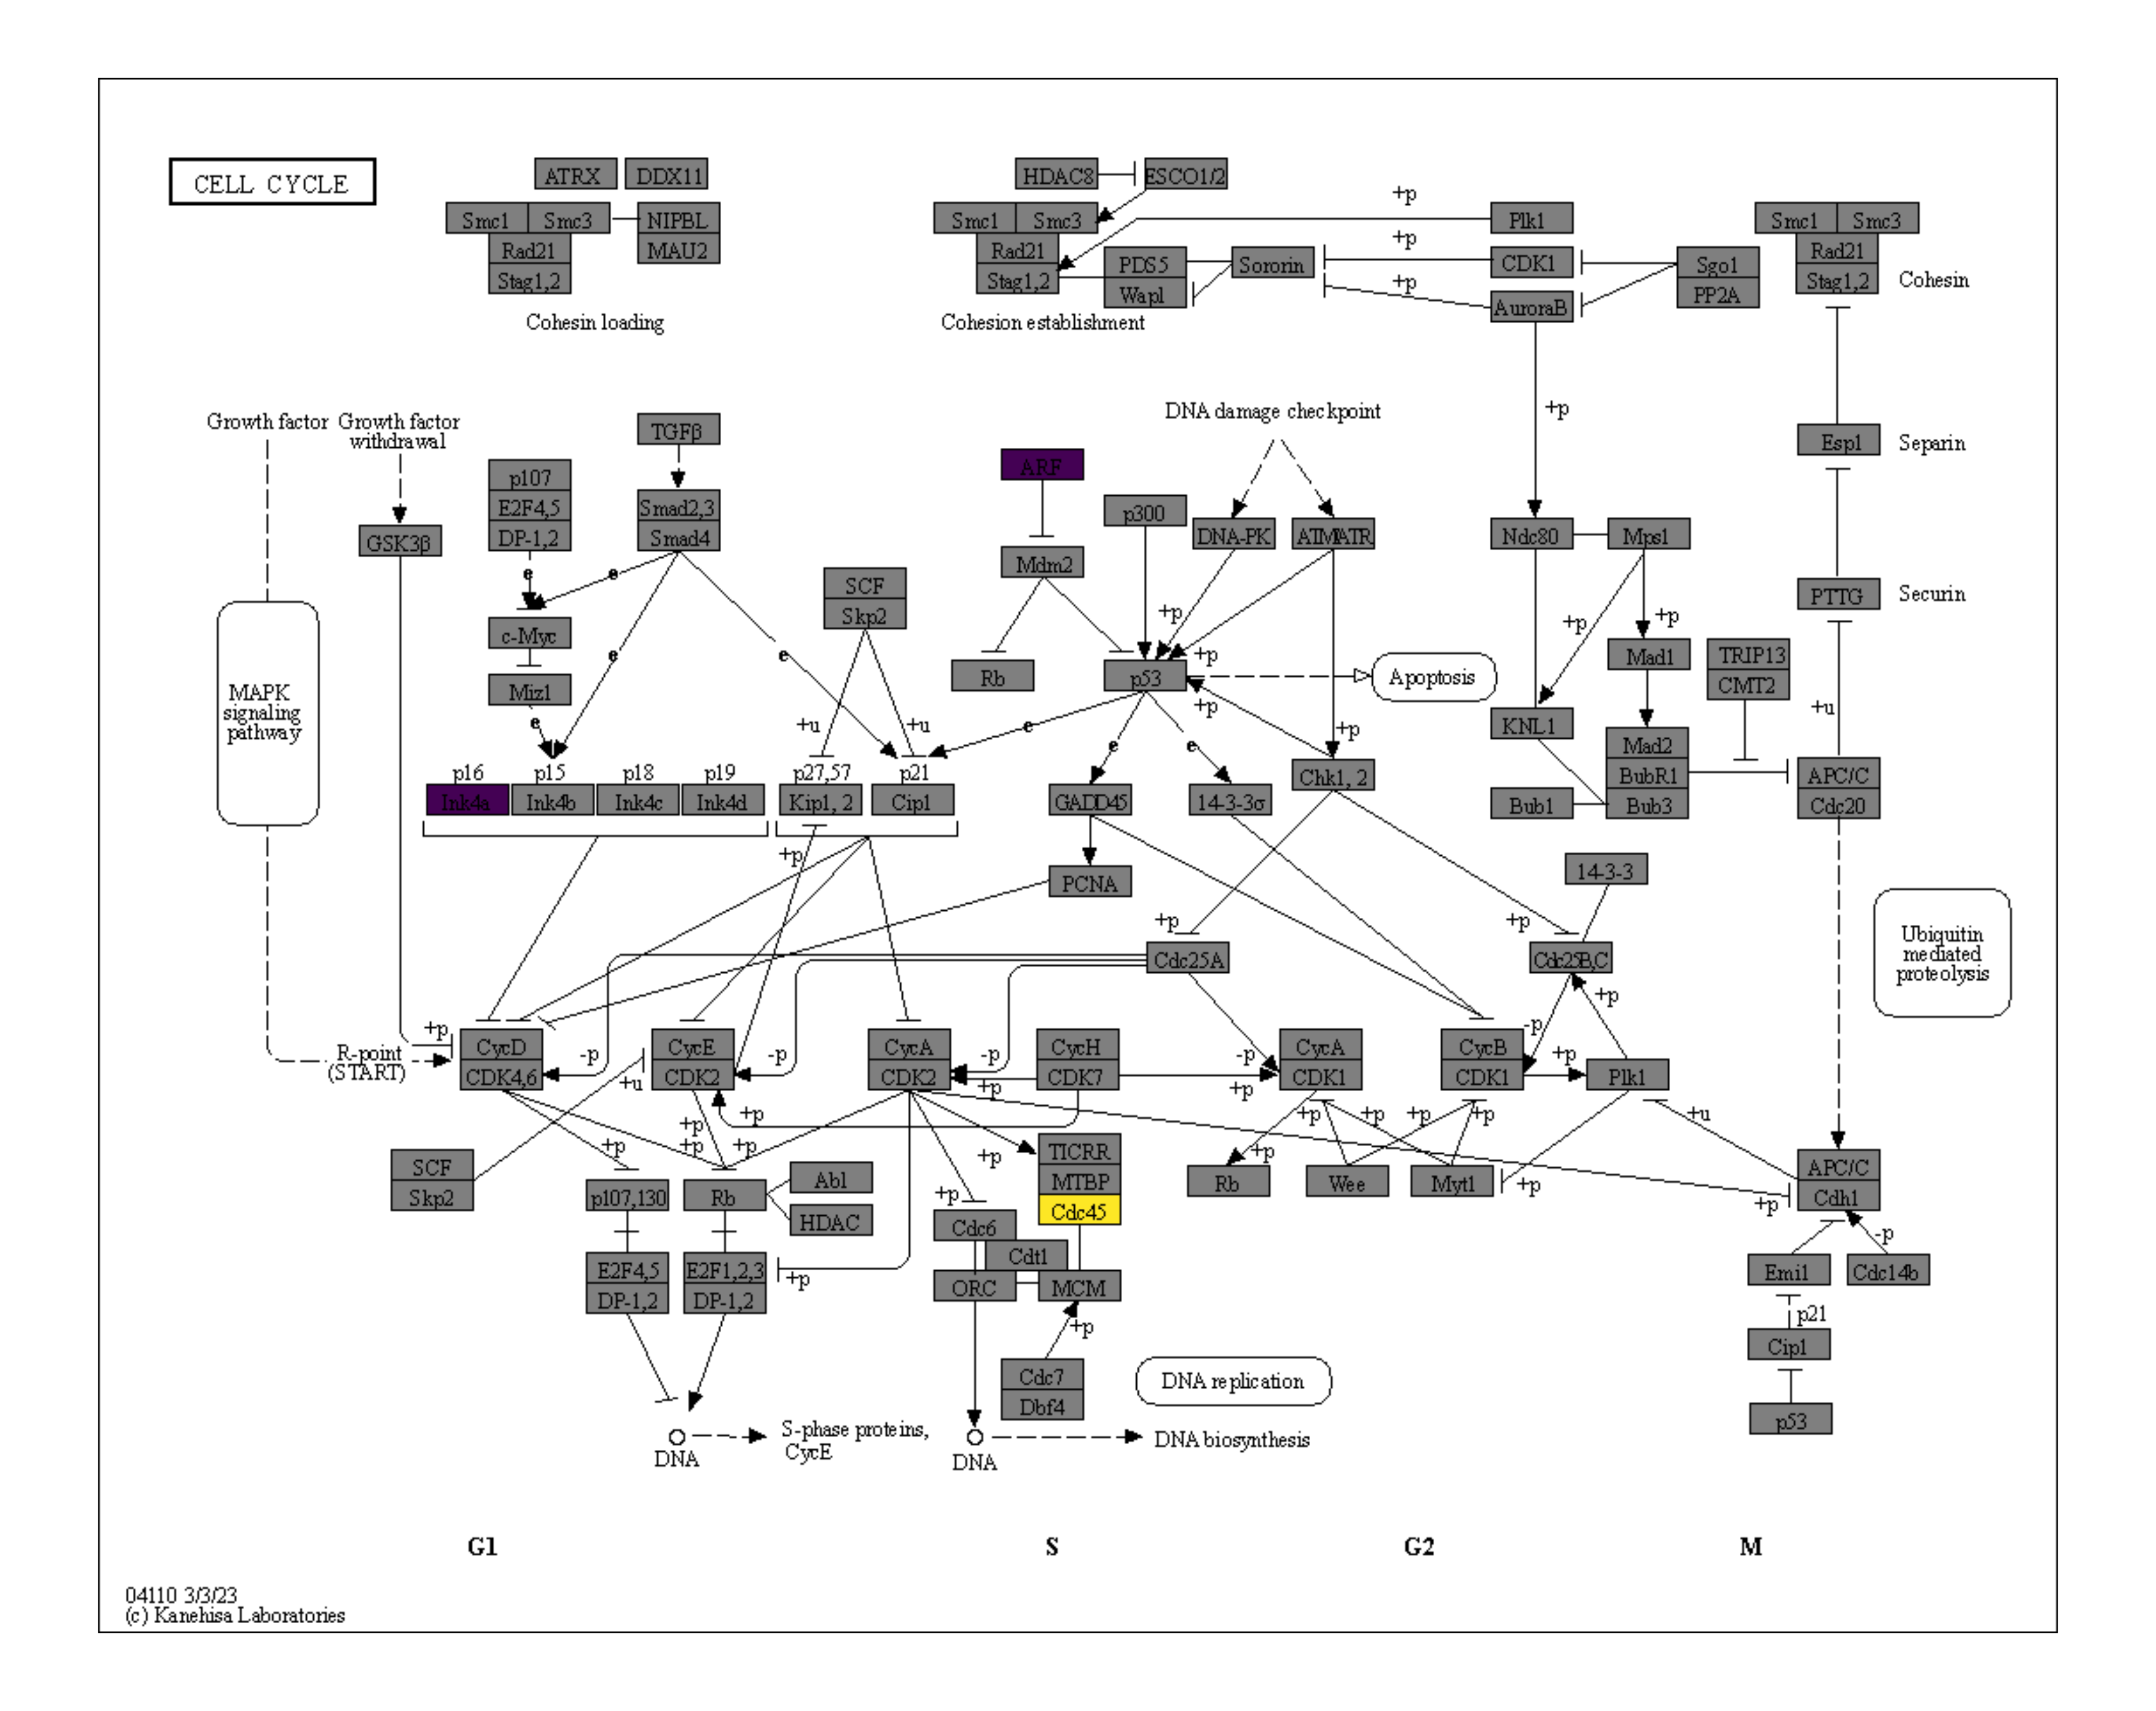 CELL CYCLE
ATRX
DDX11
Smc1
Smc3
NIPBL
Rad21
MAU2
Stag1,2
Cohesin loading
HDAC8
ESCO1/2
Smc1
Smc3
Rad21
Stag1,2
PDS5
Wapl
Sororin
Cohesion establishment
+p
Plk1
+p
CDK1
+p
AuroraB
Sgo1
PP2A
Smc1
Smc3
Rad21
Stag1,2
Cohesin
Growth factor
Growth factor
withdrawal
GSK3β
MAPK
signaling
pathway
p107
E2F4,5
DP-1,2
TGFβ
Smad2,3
Smad4
e
e
c-Myc
Miz1
e
e
e
SCF
Skp2
+u
+u
ARF
Mdm2
Rb
p300
DNA damage checkpoint
DNA-PK
ATM/ATR
+p
+p
p53
+p
Apoptosis
e
e
e
+p
Chk1, 2
+p
Ndc80
Mps1
+p
+p
Mad1
TRIP13
CMT2
KNL1
Mad2
BubR1
Bub3
Bub1
Esp1
Separin
PTTG
Securin
+u
APC/C
Cdc20
p16
p15
p18
p19
p27,57
p21
Ink4a
Ink4b
Ink4c
Ink4d
Kip1, 2
Cip1
GADD45
14-3-3σ
+p
PCNA
14-3-3
+p
+p
Cdc25A
Cdc25B,C
Ubiquitin
mediated
proteolysis
+p
R-point
(START)
+p
CycD
CDK4,6
-p
CycE
CDK2
-p
+u
CycA
CDK2
-p
+p
CycH
CDK7
-p
+p
CycA
CDK1
-p
CycB
CDK1
+p
Plk1
+p
+p
+p
+p
+p
+p
+p
+p
+p
+p
+p
+u
SCF
Skp2
p107,130
Rb
Abl
HDAC
+p
TICRR
MTBP
Cdc45
Rb
Wee
Myt1
+p
+p
APC/C
Cdh1
-p
Cdc6
Cdt1
ORC
MCM
+p
E2F4,5
DP-1,2
E2F1,2,3
DP-1,2
+p
Emi1
Cdc14b
p21
Cip1
p53
Cdc7
Dbf4
DNA replication
DNA
S-phase proteins,
CycE
DNA
DNA biosynthesis
G1
S
G2
M
04110 3/3/23
(c) Kanehisa Laboratories